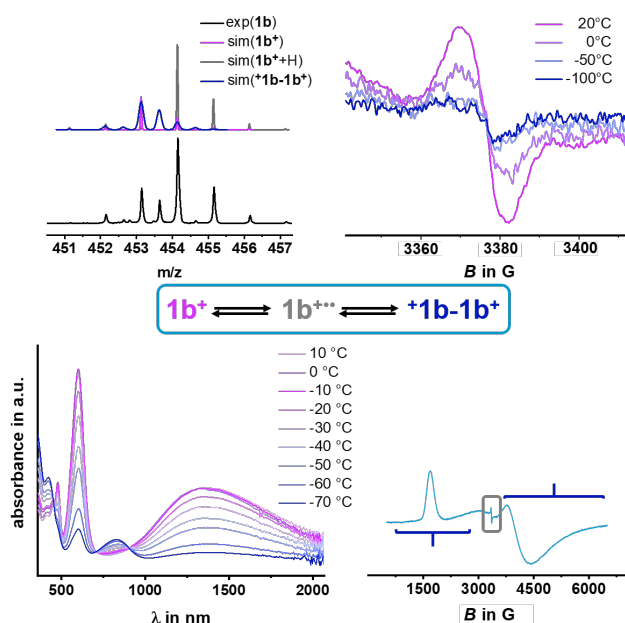 exp(1b)
sim(1b⁺)
sim(1b⁺+H)
sim(⁺1b-1b⁺)
451 452 453 454 455 456 457
m/z
20°C
0°C
-50°C
-100°C
3360 3380 3400
B in G
1b⁺ ⇌ 1b⁺•• ⇌ ⁺1b-1b⁺
absorbance in a.u.
10 °C
0 °C
-10 °C
-20 °C
-30 °C
-40 °C
-50 °C
-60 °C
-70 °C
500 1000 1500 2000
λ in nm
1500 3000 4500 6000
B in G